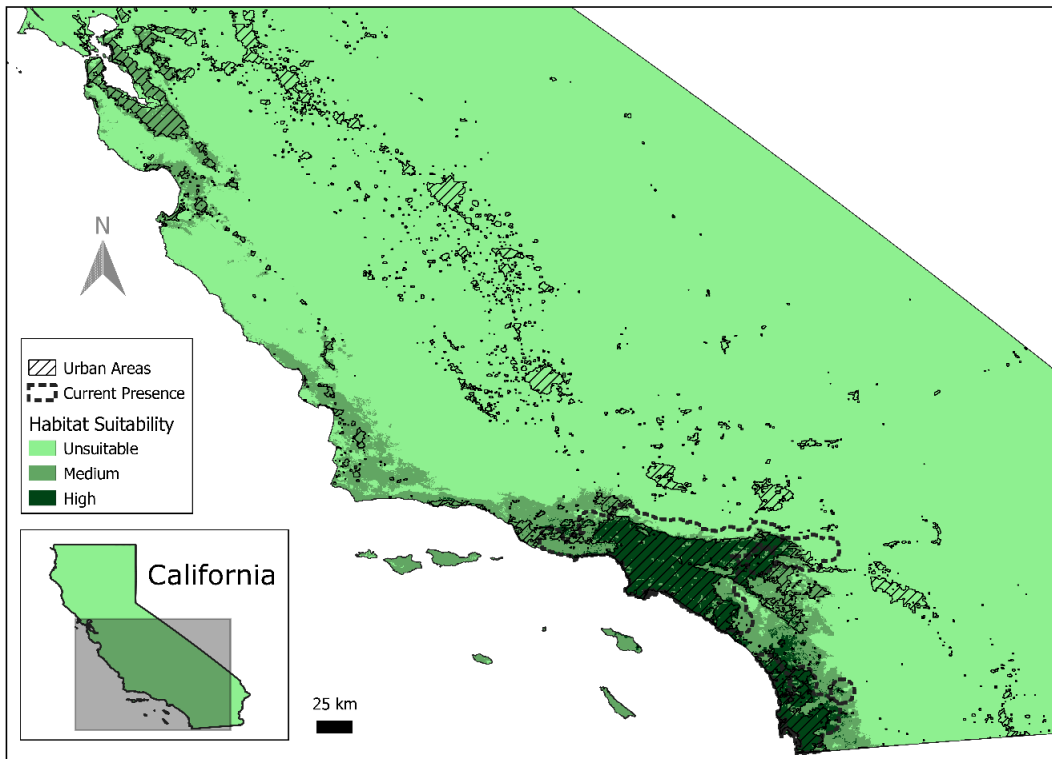 N
Urban Areas
Current Presence
Habitat Suitability
Unsuitable
Medium
High
California
25 km